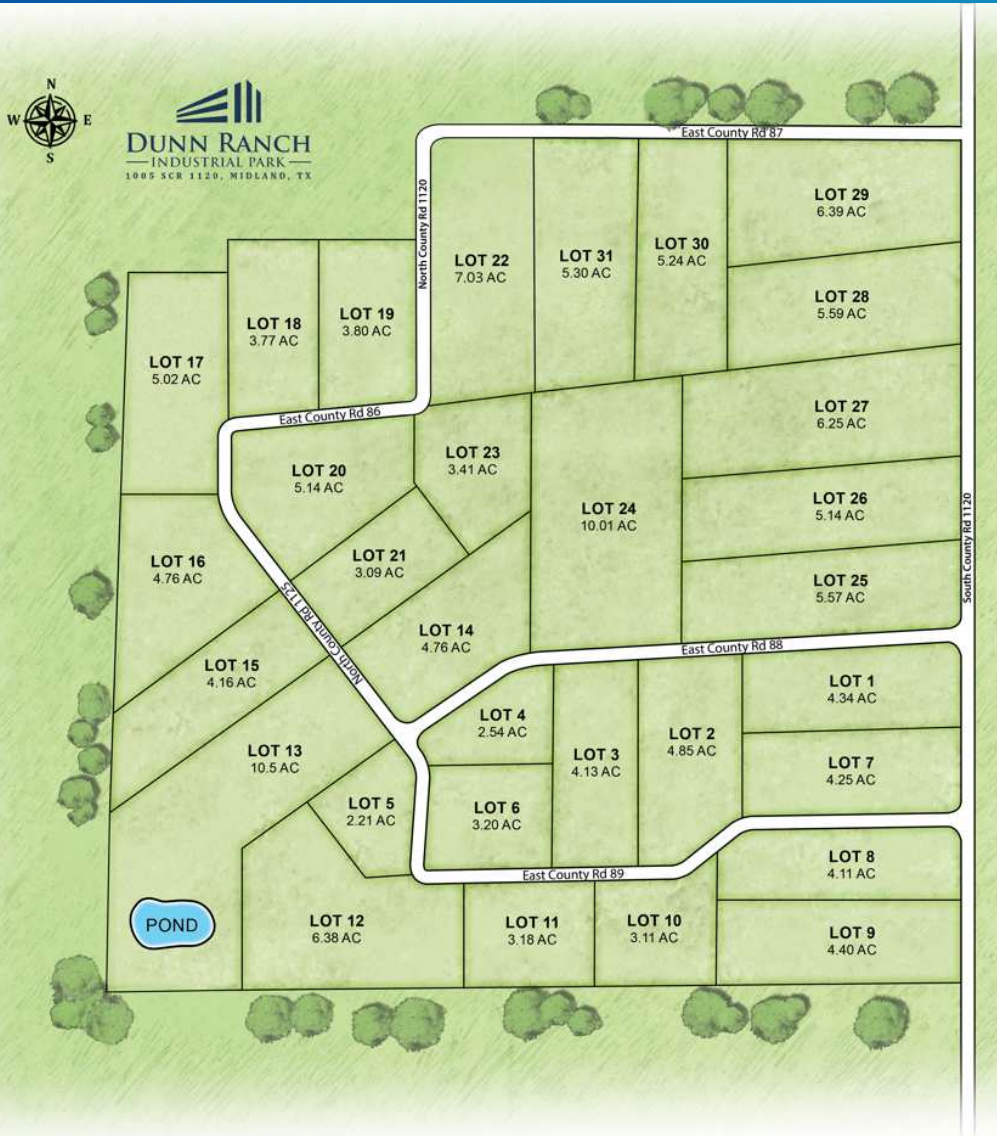 N
W E
S
DUNN RANCH
INDUSTRIAL PARK
1005 SCR 1120, MIDLAND, TX
East County Rd 87
North County Rd 1120
LOT 29
6.39 AC
LOT 22
7.03 AC
LOT 31
5.30 AC
LOT 30
5.24 AC
LOT 28
5.59 AC
LOT 18
3.77 AC
LOT 19
3.80 AC
LOT 17
5.02 AC
East County Rd 86
LOT 27
6.25 AC
LOT 20
5.14 AC
LOT 23
3.41 AC
LOT 24
10.01 AC
LOT 26
5.14 AC
South County Rd 1120
LOT 16
4.76 AC
LOT 21
3.09 AC
LOT 25
5.57 AC
North County Rd 1125
LOT 14
4.76 AC
East County Rd 88
LOT 15
4.16 AC
LOT 1
4.34 AC
LOT 4
2.54 AC
LOT 3
4.13 AC
LOT 2
4.85 AC
LOT 13
10.5 AC
LOT 7
4.25 AC
LOT 5
2.21 AC
LOT 6
3.20 AC
LOT 8
4.11 AC
East County Rd 89
POND
LOT 12
6.38 AC
LOT 11
3.18 AC
LOT 10
3.11 AC
LOT 9
4.40 AC